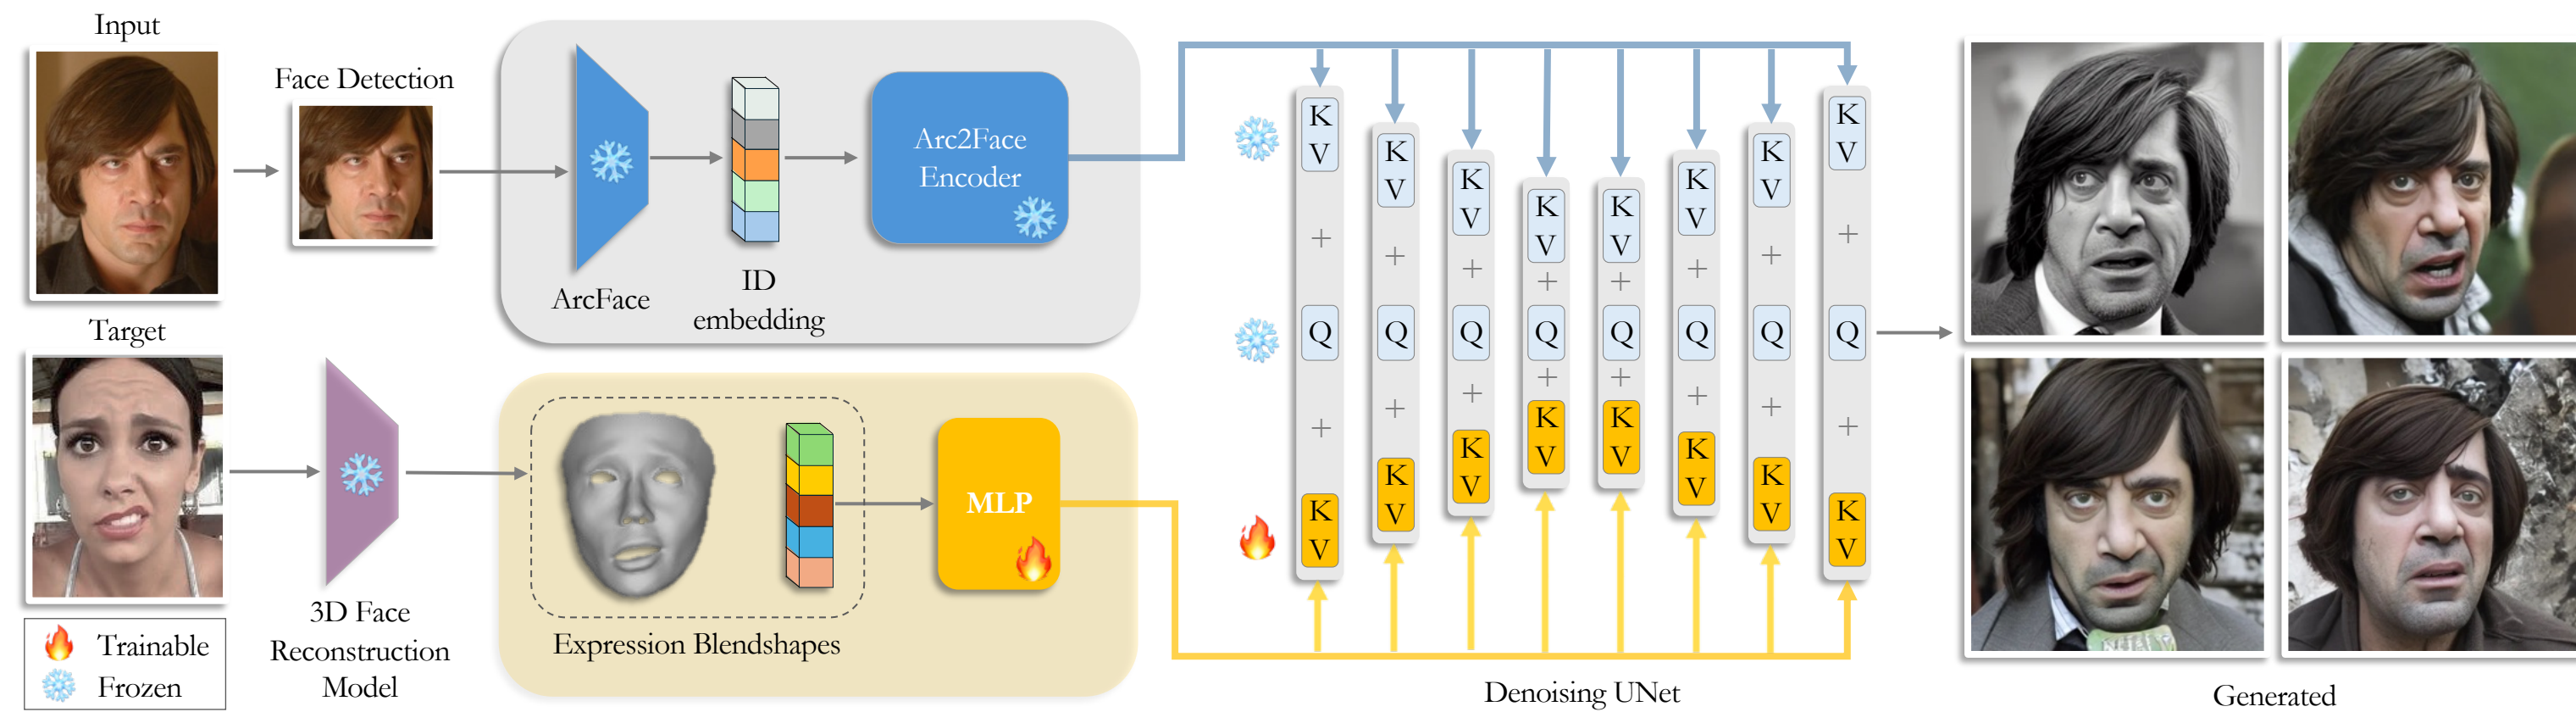 Input
Face Detection
ArcFace
ID
embedding
Arc2Face
Encoder
Target
3D Face
Reconstruction
Model
Trainable
Frozen
Expression Blendshapes
MLP
K
V
+
Q
+
K
V
K
V
+
Q
+
K
V
K
V
+
Q
+
K
V
K
V
+
Q
+
K
V
K
V
+
Q
+
K
V
K
V
+
Q
+
K
V
K
V
+
Q
+
K
V
K
V
+
Q
+
K
V
Denoising UNet
Generated